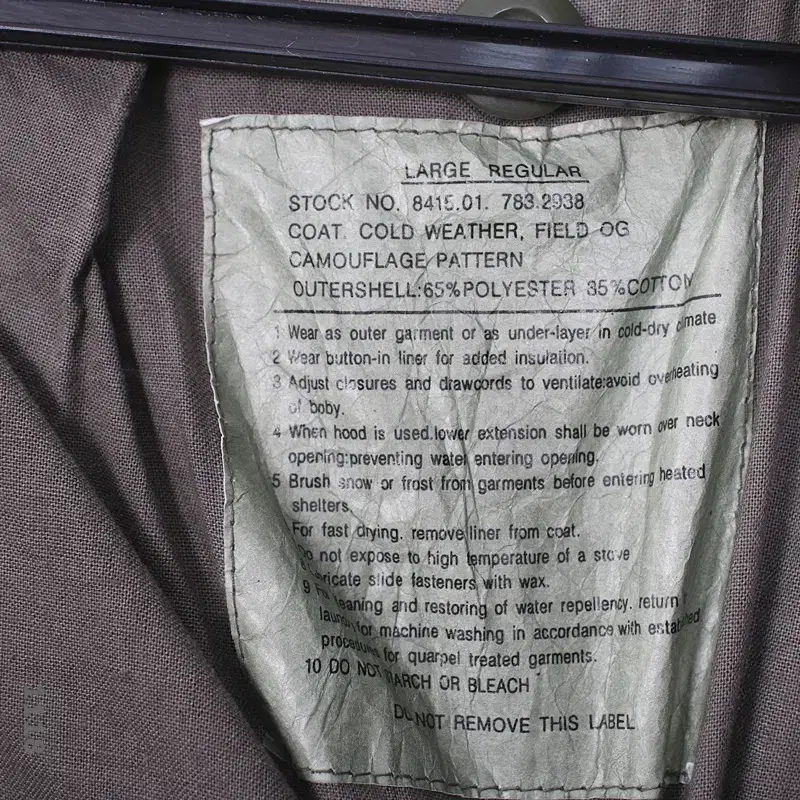 LARGE REGULAR
STOCK NO. 8415.01. 783.2938
COAT. COLD WEATHER, FIELD OG
CAMOUFLAGE PATTERN
OUTERSHELL:65%POLYESTER 35%COTTON
1 Wear as outer garment or as under-layer in cold-dry climate
2 Wear button-in liner for added insulation.
3 Adjust closures and drawcords to ventilate:avoid overheating
of boby.
4 When hood is used.lower extension shall be worn over neck
opening:preventing water entering opening.
5 Brush snow or frost from garments before entering heated
shelters.
For fast drying. remove liner from coat.
Do not expose to high temperature of a stove
slide fasteners with wax.
9 and restoring of water repellency. return
for machine washing in accordance with
for quarpel treated garments.
10 DO NOT STARCH OR BLEACH
DO NOT REMOVE THIS LABEL